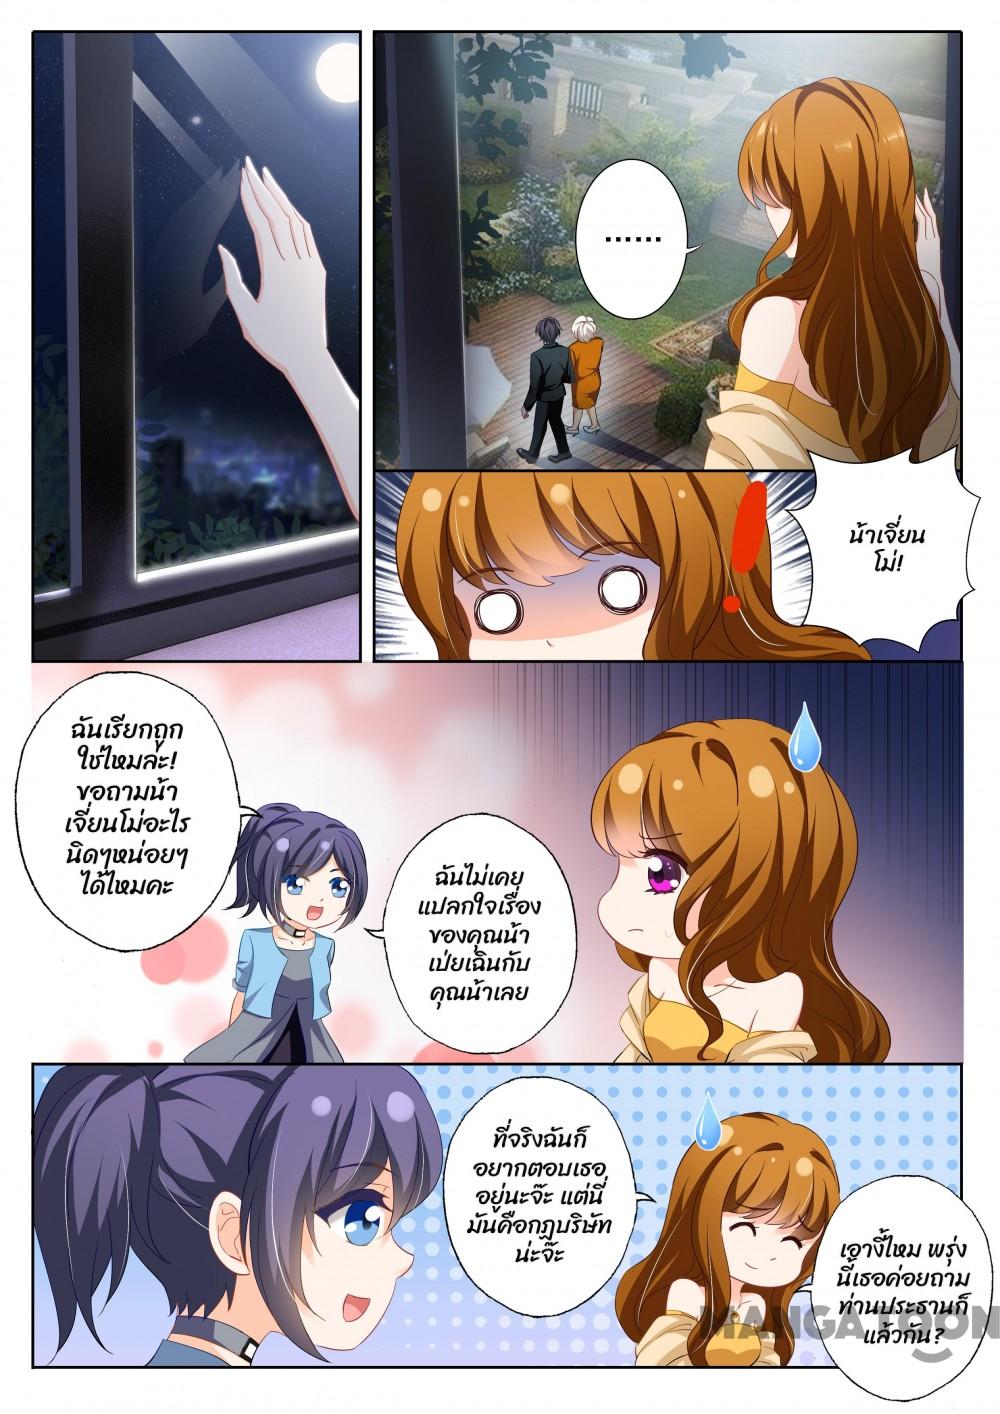 ......
น้าเจี่ยน
โม่!
ฉันเรียกถูก
ใช่ไหมล่ะ!
ขอถามน้า
เจี่ยนโม่อะไร
นิดๆหน่อยๆ
ได้ไหมคะ
ฉันไม่เคย
แปลกใจเรื่อง
ของคุณน้า
เป่ยเฉินกับ
คุณน้าเลย
ที่จริงฉันก็
อยากตอบเธอ
อยู่นะจ๊ะ แต่นี่
มันคือกฎบริษัท
น่ะจ๊ะ
เอางี้ไหม พรุ่ง
นี้เธอค่อยถาม
ท่านประธานก็
แล้วกัน?
MANGATOON